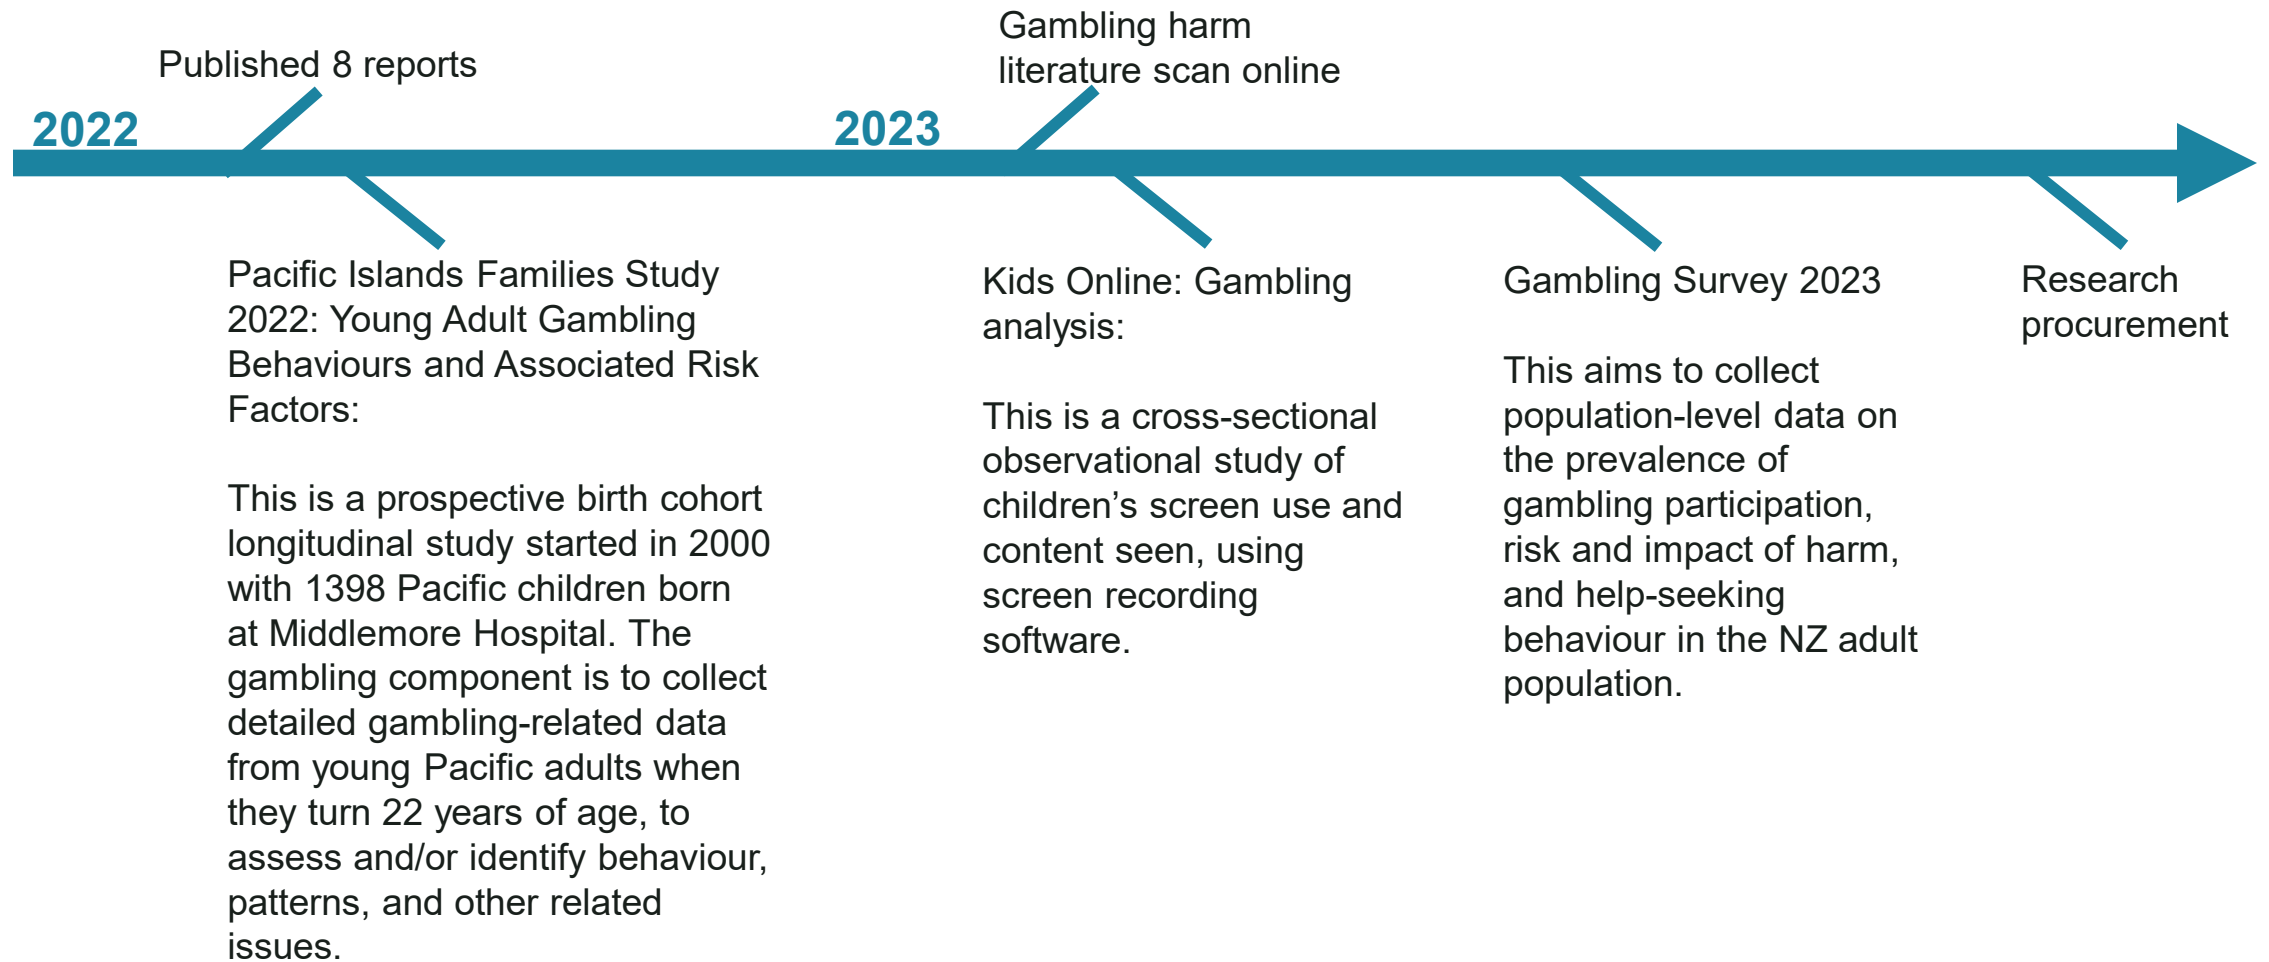 Published 8 reports
Gambling harm
literature scan online
2022
2023
Pacific Islands Families Study
2022: Young Adult Gambling
Behaviours and Associated Risk
Factors:
This is a prospective birth cohort
longitudinal study started in 2000
with 1398 Pacific children born
at Middlemore Hospital. The
gambling component is to collect
detailed gambling-related data
from young Pacific adults when
they turn 22 years of age, to
assess and/or identify behaviour,
patterns, and other related
issues.
Kids Online: Gambling
analysis:
This is a cross-sectional
observational study of
children’s screen use and
content seen, using
screen recording
software.
Gambling Survey 2023
This aims to collect
population-level data on
the prevalence of
gambling participation,
risk and impact of harm,
and help-seeking
behaviour in the NZ adult
population.
Research
procurement